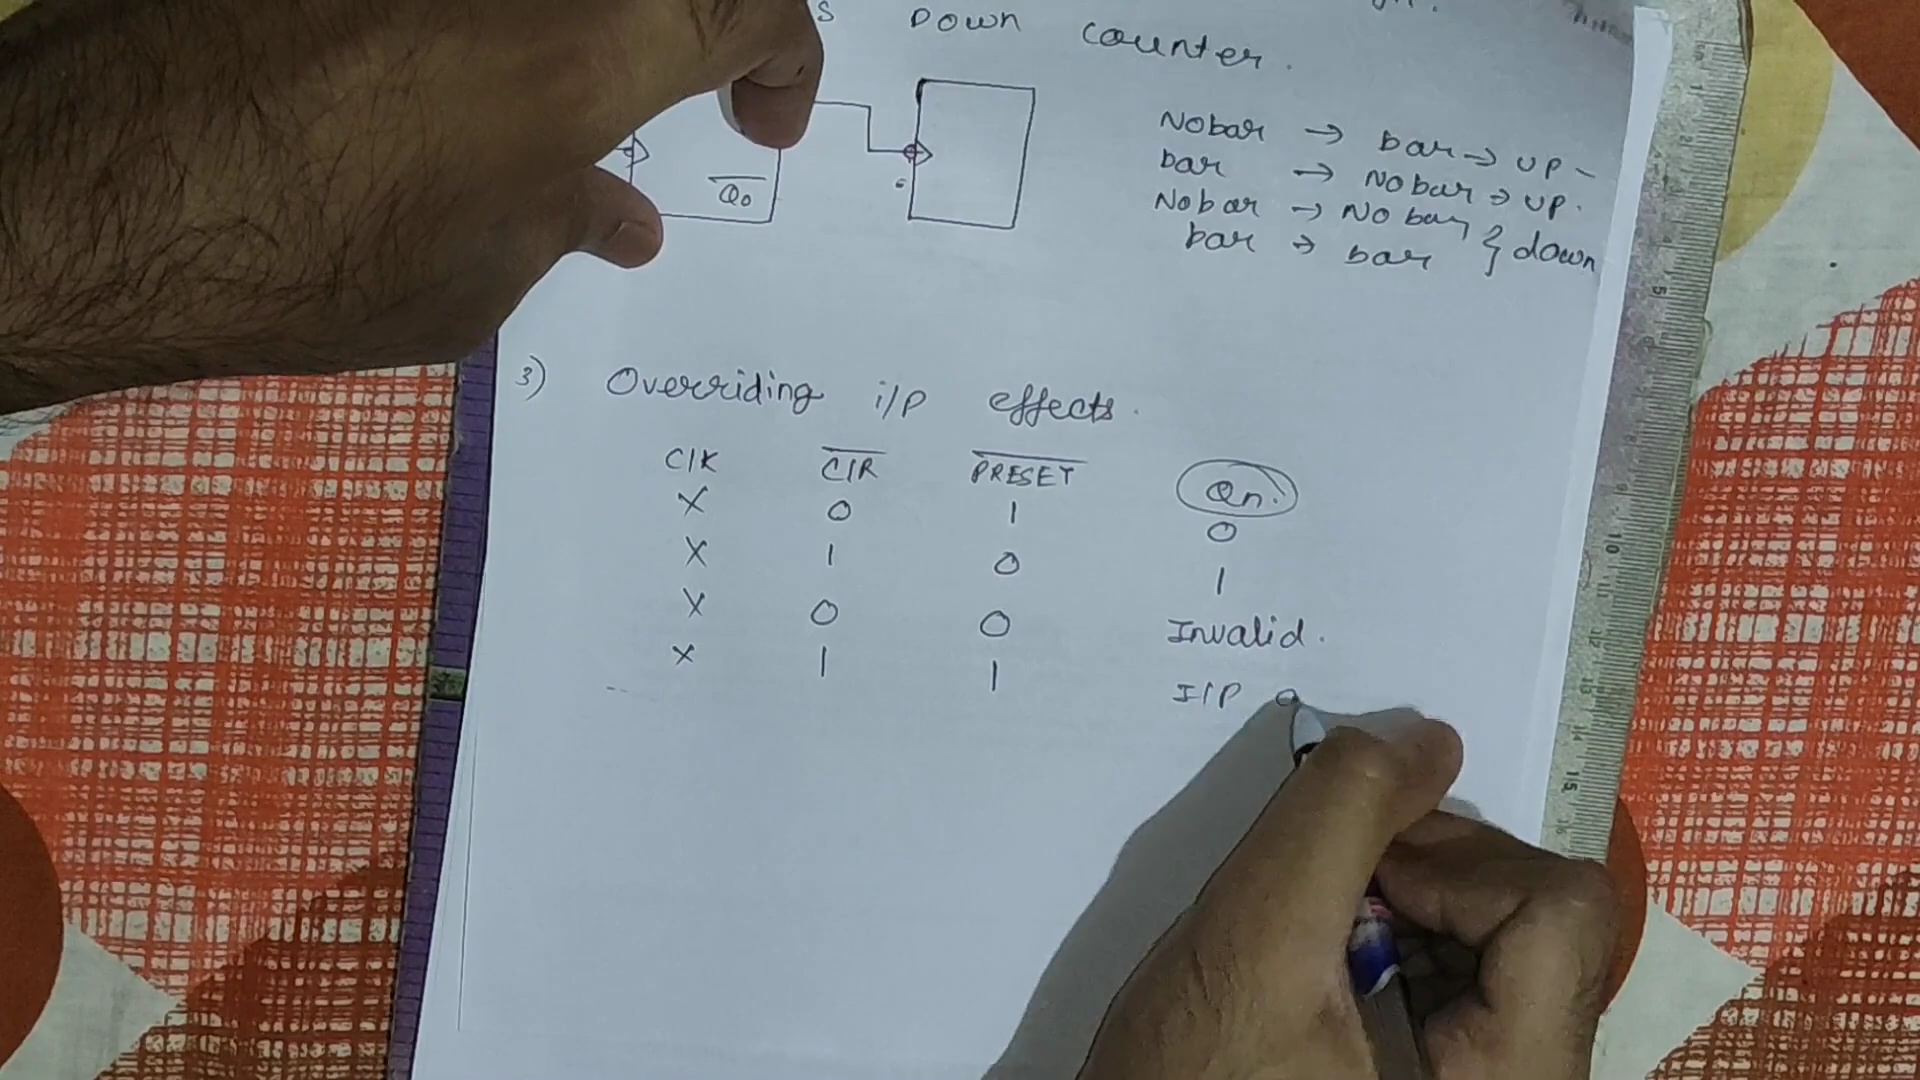 s Down counter.
Nobar → bar → UP -
bar → Nobar → UP.
Nobar → No bar } down
bar → bar
Q0
3) Overriding i/P effects.
ClK ClR PRESET Qn.
X 0 1 0
X 1 0 1
X 0 0 Invalid.
X 1 1 I/P